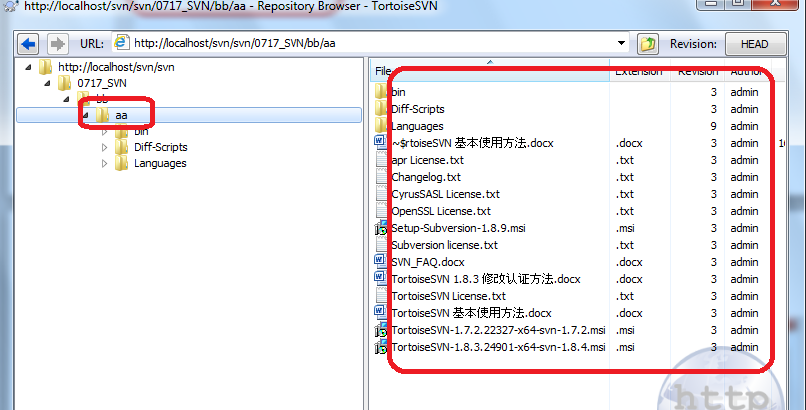 http://localhost/svn/svn/0717_SVN/bb/aa - Repository Browser - TortoiseSVN
URL: http://localhost/svn/svn/0717_SVN/bb/aa Revision: HEAD
http://localhost/svn/svn
0717_SVN
bb
aa
bin
Diff-Scripts
Languages
File Extension Revision Author
bin 3 admin
Diff-Scripts 3 admin
Languages 9 admin
~$rtoiseSVN 基本使用方法.docx .docx 3 admin
apr License.txt .txt 3 admin
Changelog.txt .txt 3 admin
CyrusSASL License.txt .txt 3 admin
OpenSSL License.txt .txt 3 admin
Setup-Subversion-1.8.9.msi .msi 3 admin
Subversion license.txt .txt 3 admin
SVN_FAQ.docx .docx 3 admin
TortoiseSVN 1.8.3 修改认证方法.docx .docx 3 admin
TortoiseSVN License.txt .txt 3 admin
TortoiseSVN 基本使用方法.docx .docx 3 admin
TortoiseSVN-1.7.2.22327-x64-svn-1.7.2.msi .msi 3 admin
TortoiseSVN-1.8.3.24901-x64-svn-1.8.4.msi .msi 3 admin
http